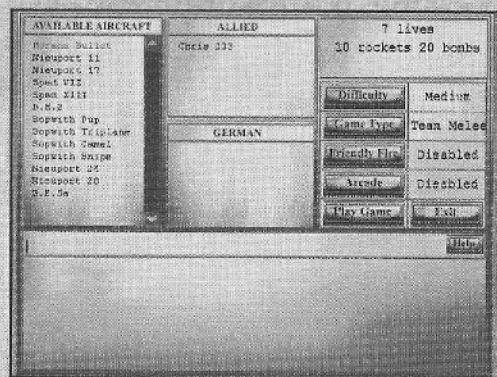 AVAILABLE AIRCRAFT
Morane Bullet
Nieuport 11
Nieuport 17
Spad VII
Spad XIII
D.H.2
Sopwith Pup
Sopwith Triplane
Sopwith Camel
Sopwith Snipe
Nieuport 24
Nieuport 28
S.E.5a
ALLIED
Chris 233
GERMAN
7 lives
10 rockets 20 bombs
Difficulty Medium
Game Type Team Melee
Friendly Fire Disabled
Arcade Disabled
Play Game Exit
Help